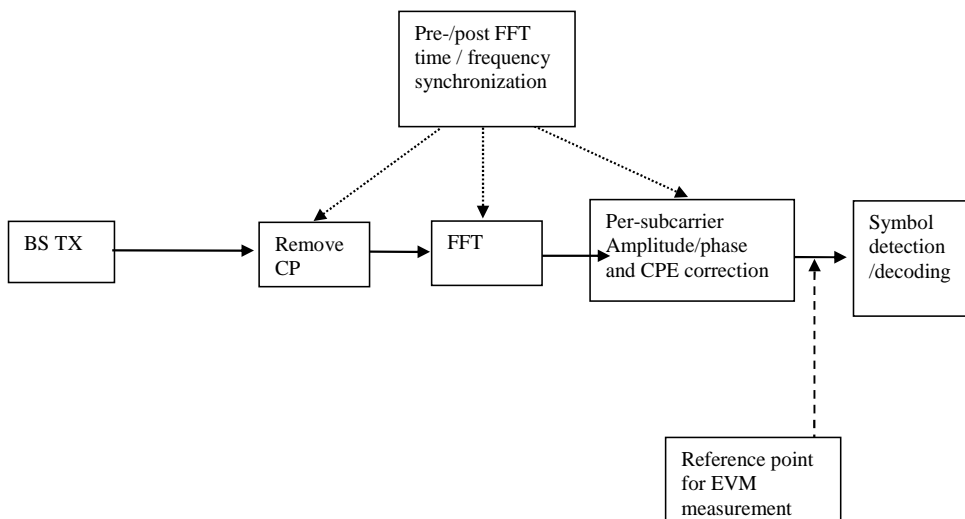 Pre-/post FFT
time / frequency
synchronization
BS TX
Remove
CP
FFT
Per-subcarrier
Amplitude/phase
and CPE correction
Symbol
detection
/decoding
Reference point
for EVM
measurement